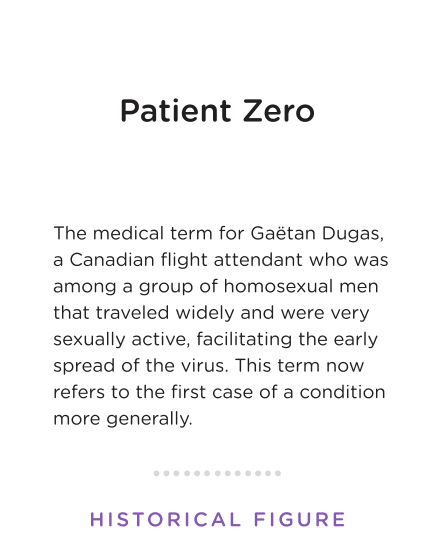 Patient Zero
The medical term for Gaëtan Dugas,
a Canadian flight attendant who was
among a group of homosexual men
that traveled widely and were very
sexually active, facilitating the early
spread of the virus. This term now
refers to the first case of a condition
more generally.
HISTORICAL FIGURE